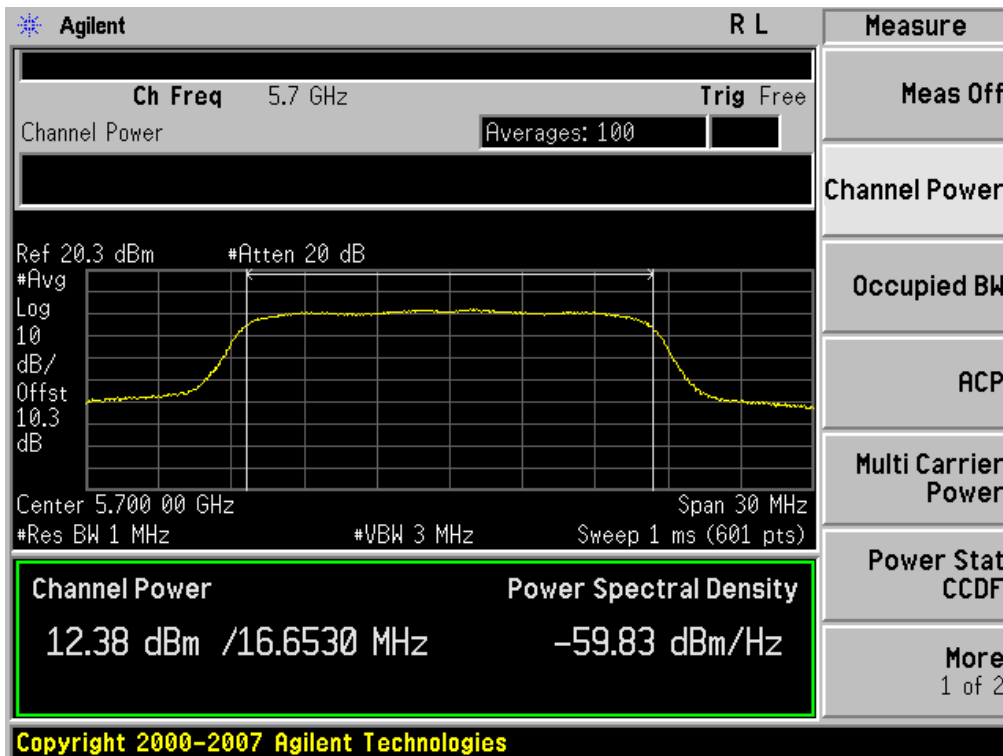 Agilent
R L
Measure
Ch Freq 5.7 GHz
Trig Free
Channel Power
Averages: 100
Meas Off
Channel Power
Ref 20.3 dBm
#Atten 20 dB
#Avg
Log
10
dB/
Offst
10.3
dB
Occupied BW
ACP
Center 5.700 00 GHz
Span 30 MHz
#Res BW 1 MHz
#VBW 3 MHz
Sweep 1 ms (601 pts)
Multi Carrier
Power
Channel Power
Power Spectral Density
12.38 dBm /16.6530 MHz
-59.83 dBm/Hz
Power Stat
CCDF
More
1 of 2
Copyright 2000-2007 Agilent Technologies